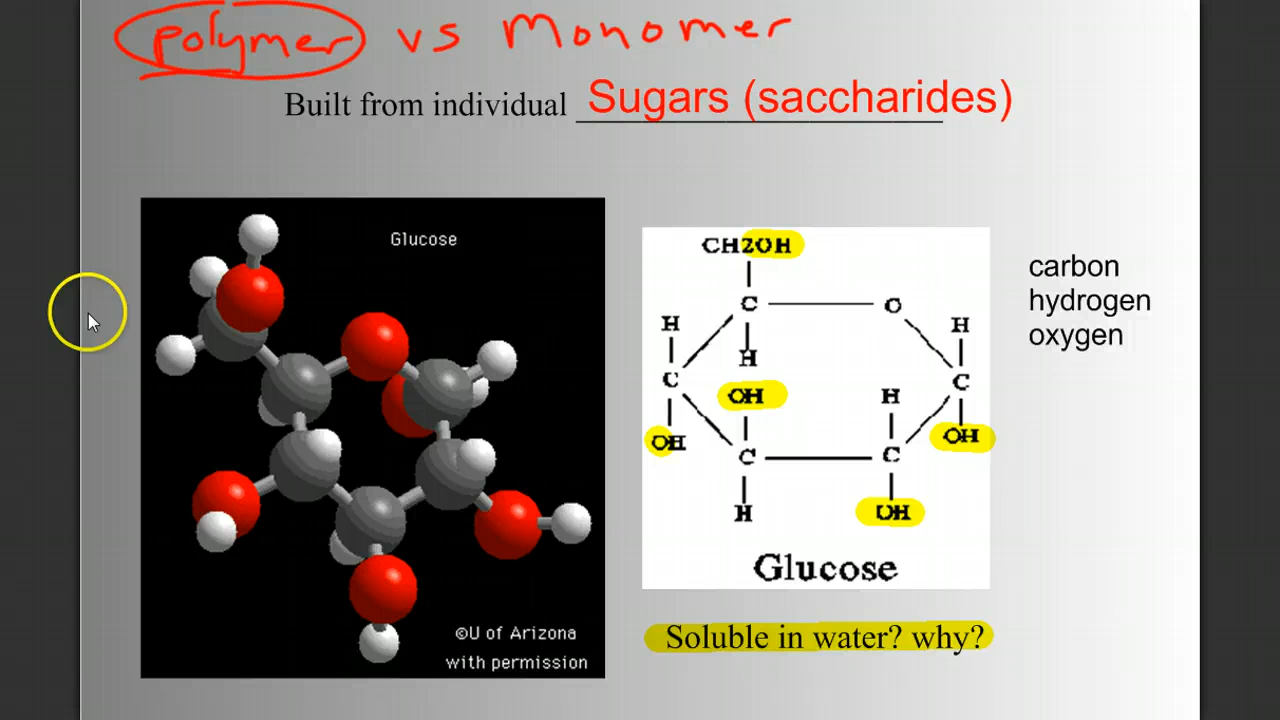 polymer vs Monomer
Built from individual Sugars (saccharides)
Glucose
©U of Arizona
with permission
CH2OH
C O
H H
H
C C
OH H
OH OH
C C
H OH
Glucose
carbon
hydrogen
oxygen
Soluble in water? why?